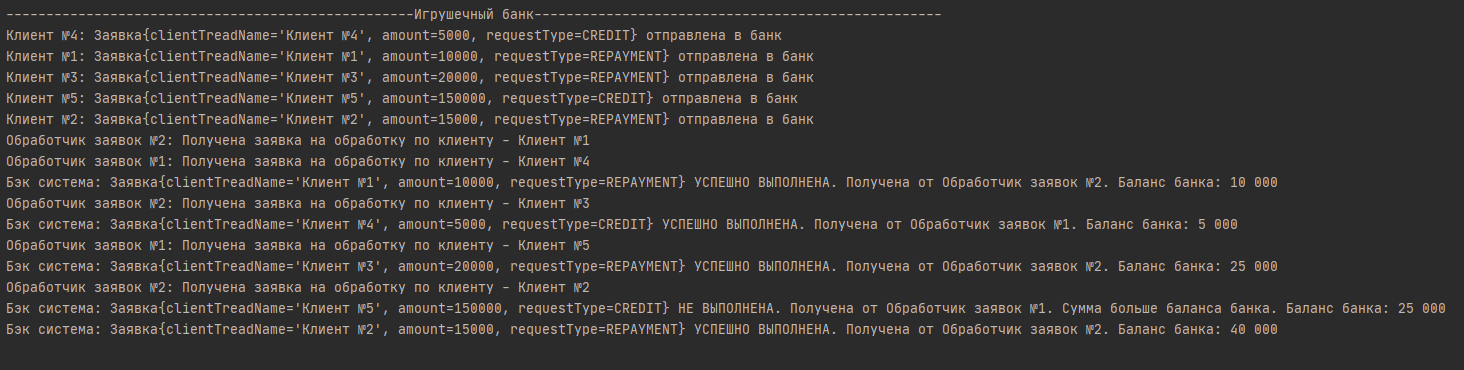 ---------------------------------------------------Игрушечный банк---------------------------------------------------
Клиент №4: Заявка{clientTreadName='Клиент №4', amount=5000, requestType=CREDIT} отправлена в банк
Клиент №1: Заявка{clientTreadName='Клиент №1', amount=10000, requestType=REPAYMENT} отправлена в банк
Клиент №3: Заявка{clientTreadName='Клиент №3', amount=20000, requestType=REPAYMENT} отправлена в банк
Клиент №5: Заявка{clientTreadName='Клиент №5', amount=150000, requestType=CREDIT} отправлена в банк
Клиент №2: Заявка{clientTreadName='Клиент №2', amount=15000, requestType=REPAYMENT} отправлена в банк
Обработчик заявок №2: Получена заявка на обработку по клиенту - Клиент №1
Обработчик заявок №1: Получена заявка на обработку по клиенту - Клиент №4
Бэк система: Заявка{clientTreadName='Клиент №1', amount=10000, requestType=REPAYMENT} УСПЕШНО ВЫПОЛНЕНА. Получена от Обработчик заявок №2. Баланс банка: 10 000
Обработчик заявок №2: Получена заявка на обработку по клиенту - Клиент №3
Бэк система: Заявка{clientTreadName='Клиент №4', amount=5000, requestType=CREDIT} УСПЕШНО ВЫПОЛНЕНА. Получена от Обработчик заявок №1. Баланс банка: 5 000
Обработчик заявок №1: Получена заявка на обработку по клиенту - Клиент №5
Бэк система: Заявка{clientTreadName='Клиент №3', amount=20000, requestType=REPAYMENT} УСПЕШНО ВЫПОЛНЕНА. Получена от Обработчик заявок №2. Баланс банка: 25 000
Обработчик заявок №2: Получена заявка на обработку по клиенту - Клиент №2
Бэк система: Заявка{clientTreadName='Клиент №5', amount=150000, requestType=CREDIT} НЕ ВЫПОЛНЕНА. Получена от Обработчик заявок №1. Сумма больше баланса банка. Баланс банка: 25 000
Бэк система: Заявка{clientTreadName='Клиент №2', amount=15000, requestType=REPAYMENT} УСПЕШНО ВЫПОЛНЕНА. Получена от Обработчик заявок №2. Баланс банка: 40 000